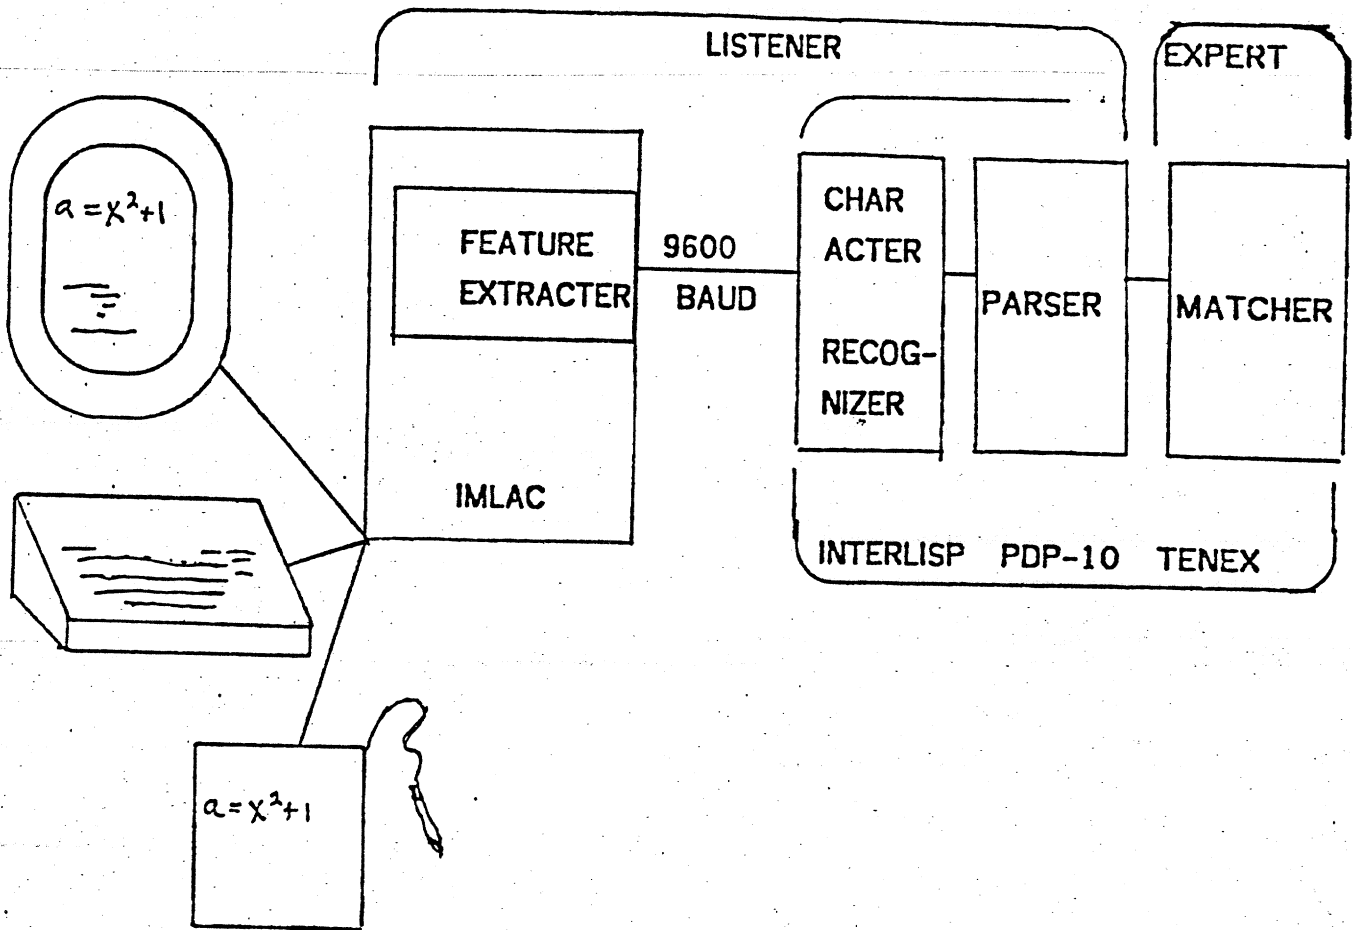 LISTENER
EXPERT
a = x²+1
FEATURE
EXTRACTER
9600
BAUD
CHAR
ACTER
RECOG-
NIZER
PARSER
MATCHER
IMLAC
INTERLISP PDP-10 TENEX
a = x²+1